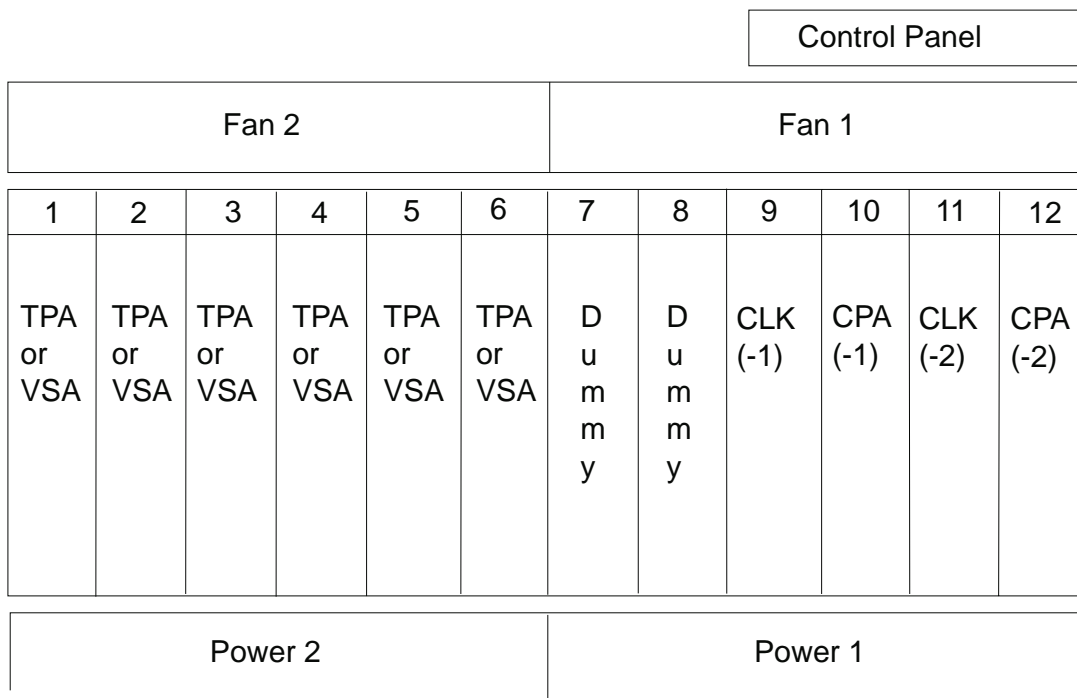 Control Panel
Fan 2 Fan 1
1 2 3 4 5 6 7 8 9 10 11 12
TPA TPA TPA TPA TPA TPA D D CLK CPA CLK CPA
or or or or or or u u (-1) (-1) (-2) (-2)
VSA VSA VSA VSA VSA VSA m m
m m
y y
Power 2 Power 1